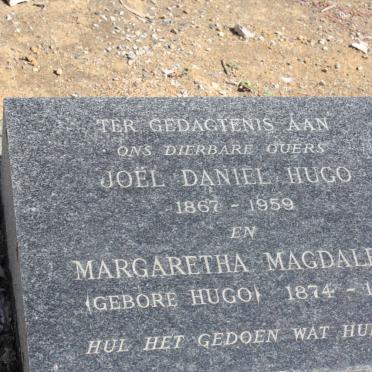 TER GEDAGTENIS AAN
ONS DIERBARE OUERS
JOËL DANIEL HUGO
1867 - 1959
EN
MARGARETHA MAGDALE
(GEBORE HUGO) 1874 - 1
HUL HET GEDOEN WAT HUL